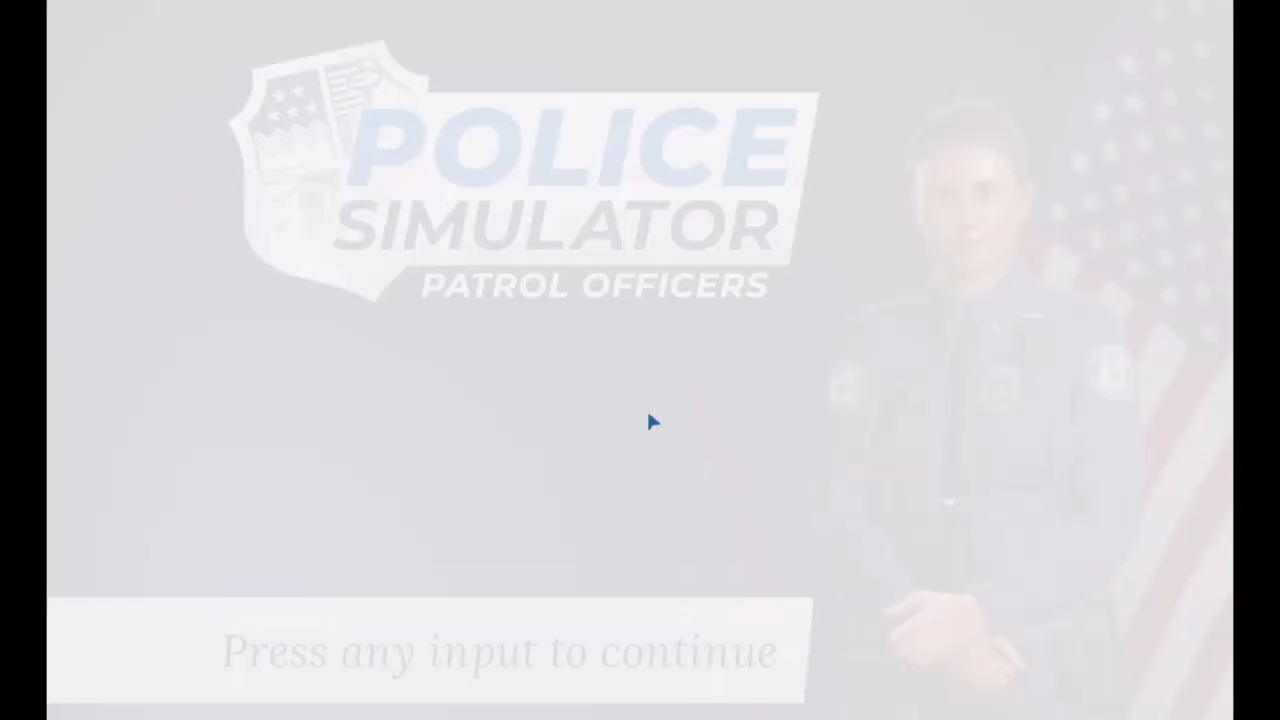 POLICE
SIMULATOR
PATROL OFFICERS
Press any input to continue